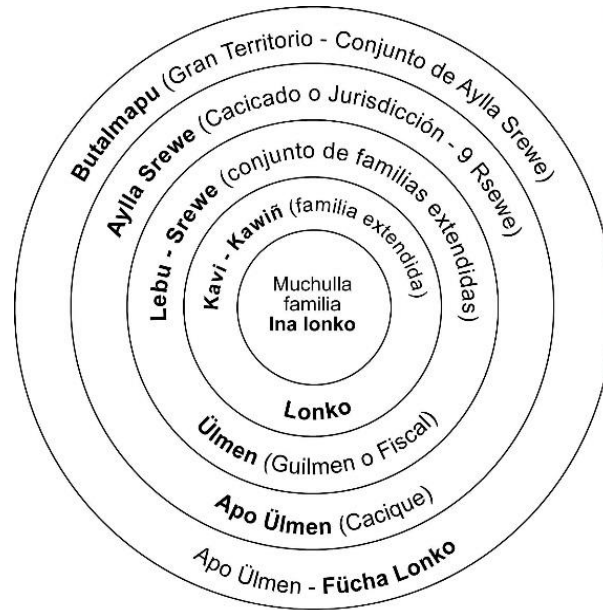 Butalmapu (Gran Territorio - Conjunto de Aylla Srewe)
Aylla Srewe (Cacicado o Jurisdicción - 9 Rsewe)
Lebu - Srewe (conjunto de familias extendidas)
Kavi - Kawiñ (familia extendida)
Muchulla
familia
Ina lonko
Lonko
Ülmen (Guilmen o Fiscal)
Apo Ülmen (Cacique)
Apo Ülmen - Fücha Lonko